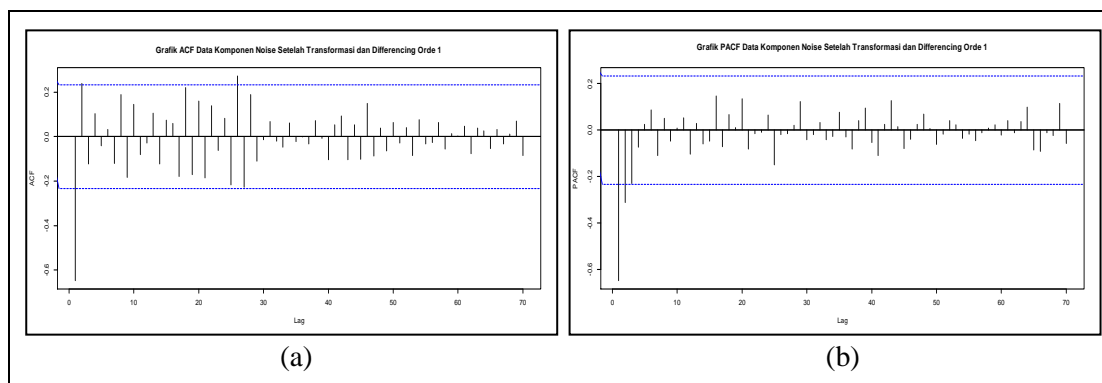 Grafik ACF Data Komponen Noise Setelah Transformasi dan Differencing Orde 1
ACF
0.2
0.0
-0.2
-0.4
-0.6
0 10 20 30 40 50 60 70
Lag
(a)
Grafik PACF Data Komponen Noise Setelah Transformasi dan Differencing Orde 1
PACF
0.2
0.0
-0.2
-0.4
-0.6
0 10 20 30 40 50 60 70
Lag
(b)